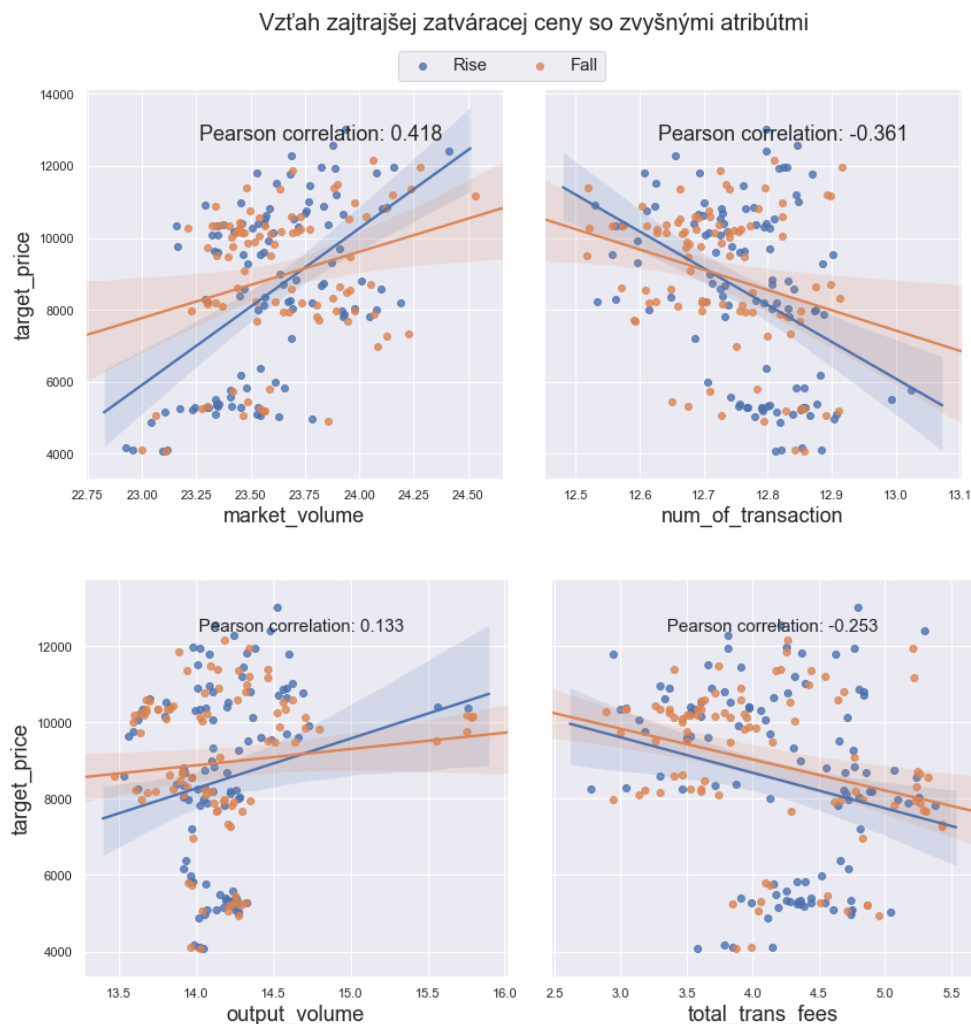 Vzťah zajtrajšej zatváracej ceny so zvyšnými atribútmi
Rise Fall
Pearson correlation: 0.418
target_price
14000
12000
10000
8000
6000
4000
22.75 23.00 23.25 23.50 23.75 24.00 24.25 24.50
market_volume
Pearson correlation: -0.361
12.5 12.6 12.7 12.8 12.9 13.0 13.1
num_of_transaction
Pearson correlation: 0.133
target_price
12000
10000
8000
6000
4000
13.5 14.0 14.5 15.0 15.5 16.0
output_volume
Pearson correlation: -0.253
2.5 3.0 3.5 4.0 4.5 5.0 5.5
total_trans_fees